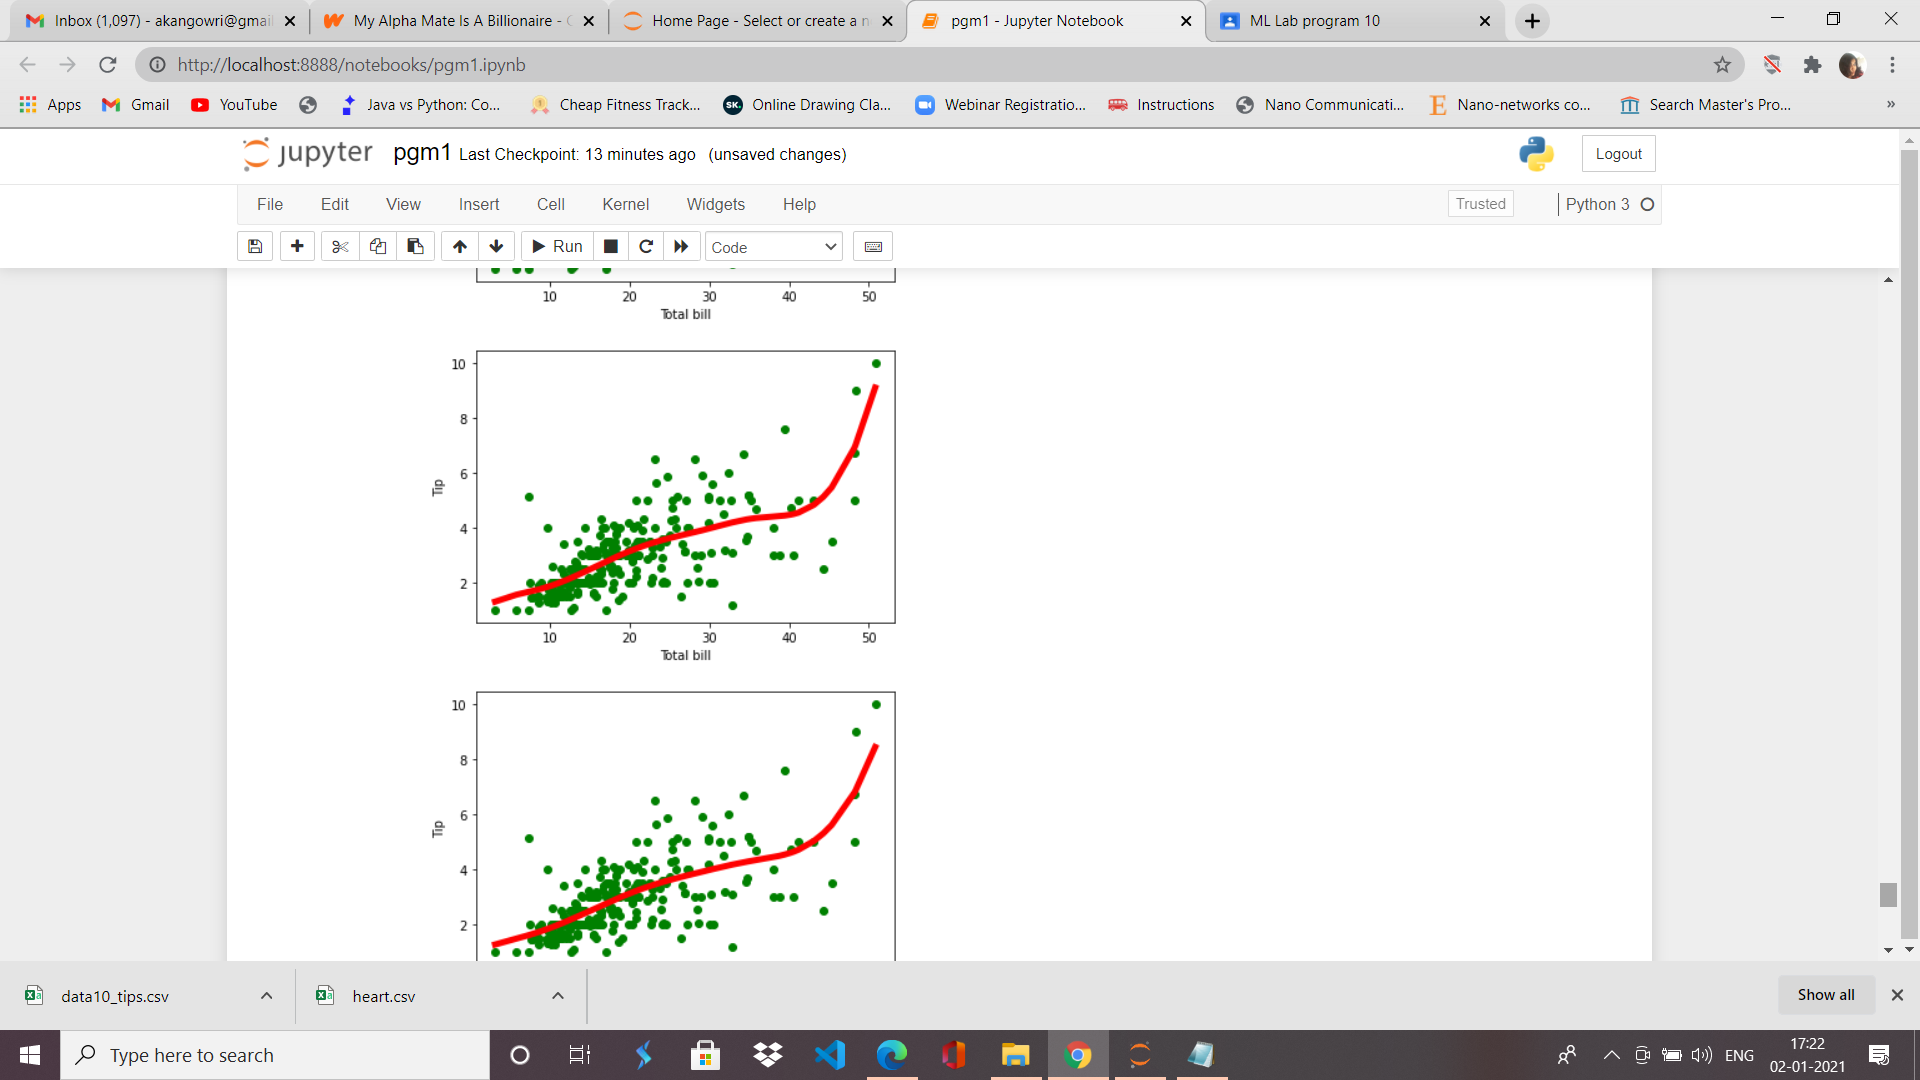 Inbox (1,097) - akangowri@gmai
My Alpha Mate Is A Billionaire - 
Home Page - Select or create a n
pgm1 - Jupyter Notebook
ML Lab program 10
http://localhost:8888/notebooks/pgm1.ipynb
Apps
Gmail
YouTube
Java vs Python: Co...
Cheap Fitness Track...
SK.
Online Drawing Cla...
Webinar Registratio...
Instructions
Nano Communicati...
Nano-networks co...
Search Master's Pro...
»
jupyter pgm1 Last Checkpoint: 13 minutes ago (unsaved changes)
Logout
File Edit View Insert Cell Kernel Widgets Help
Trusted
Python 3
Run
Code
10 20 30 40 50
Total bill
10
8
6
4
2
Tip
10 20 30 40 50
Total bill
10
8
6
4
2
Tip
data10_tips.csv
heart.csv
Show all
Type here to search
ENG
17:22
02-01-2021